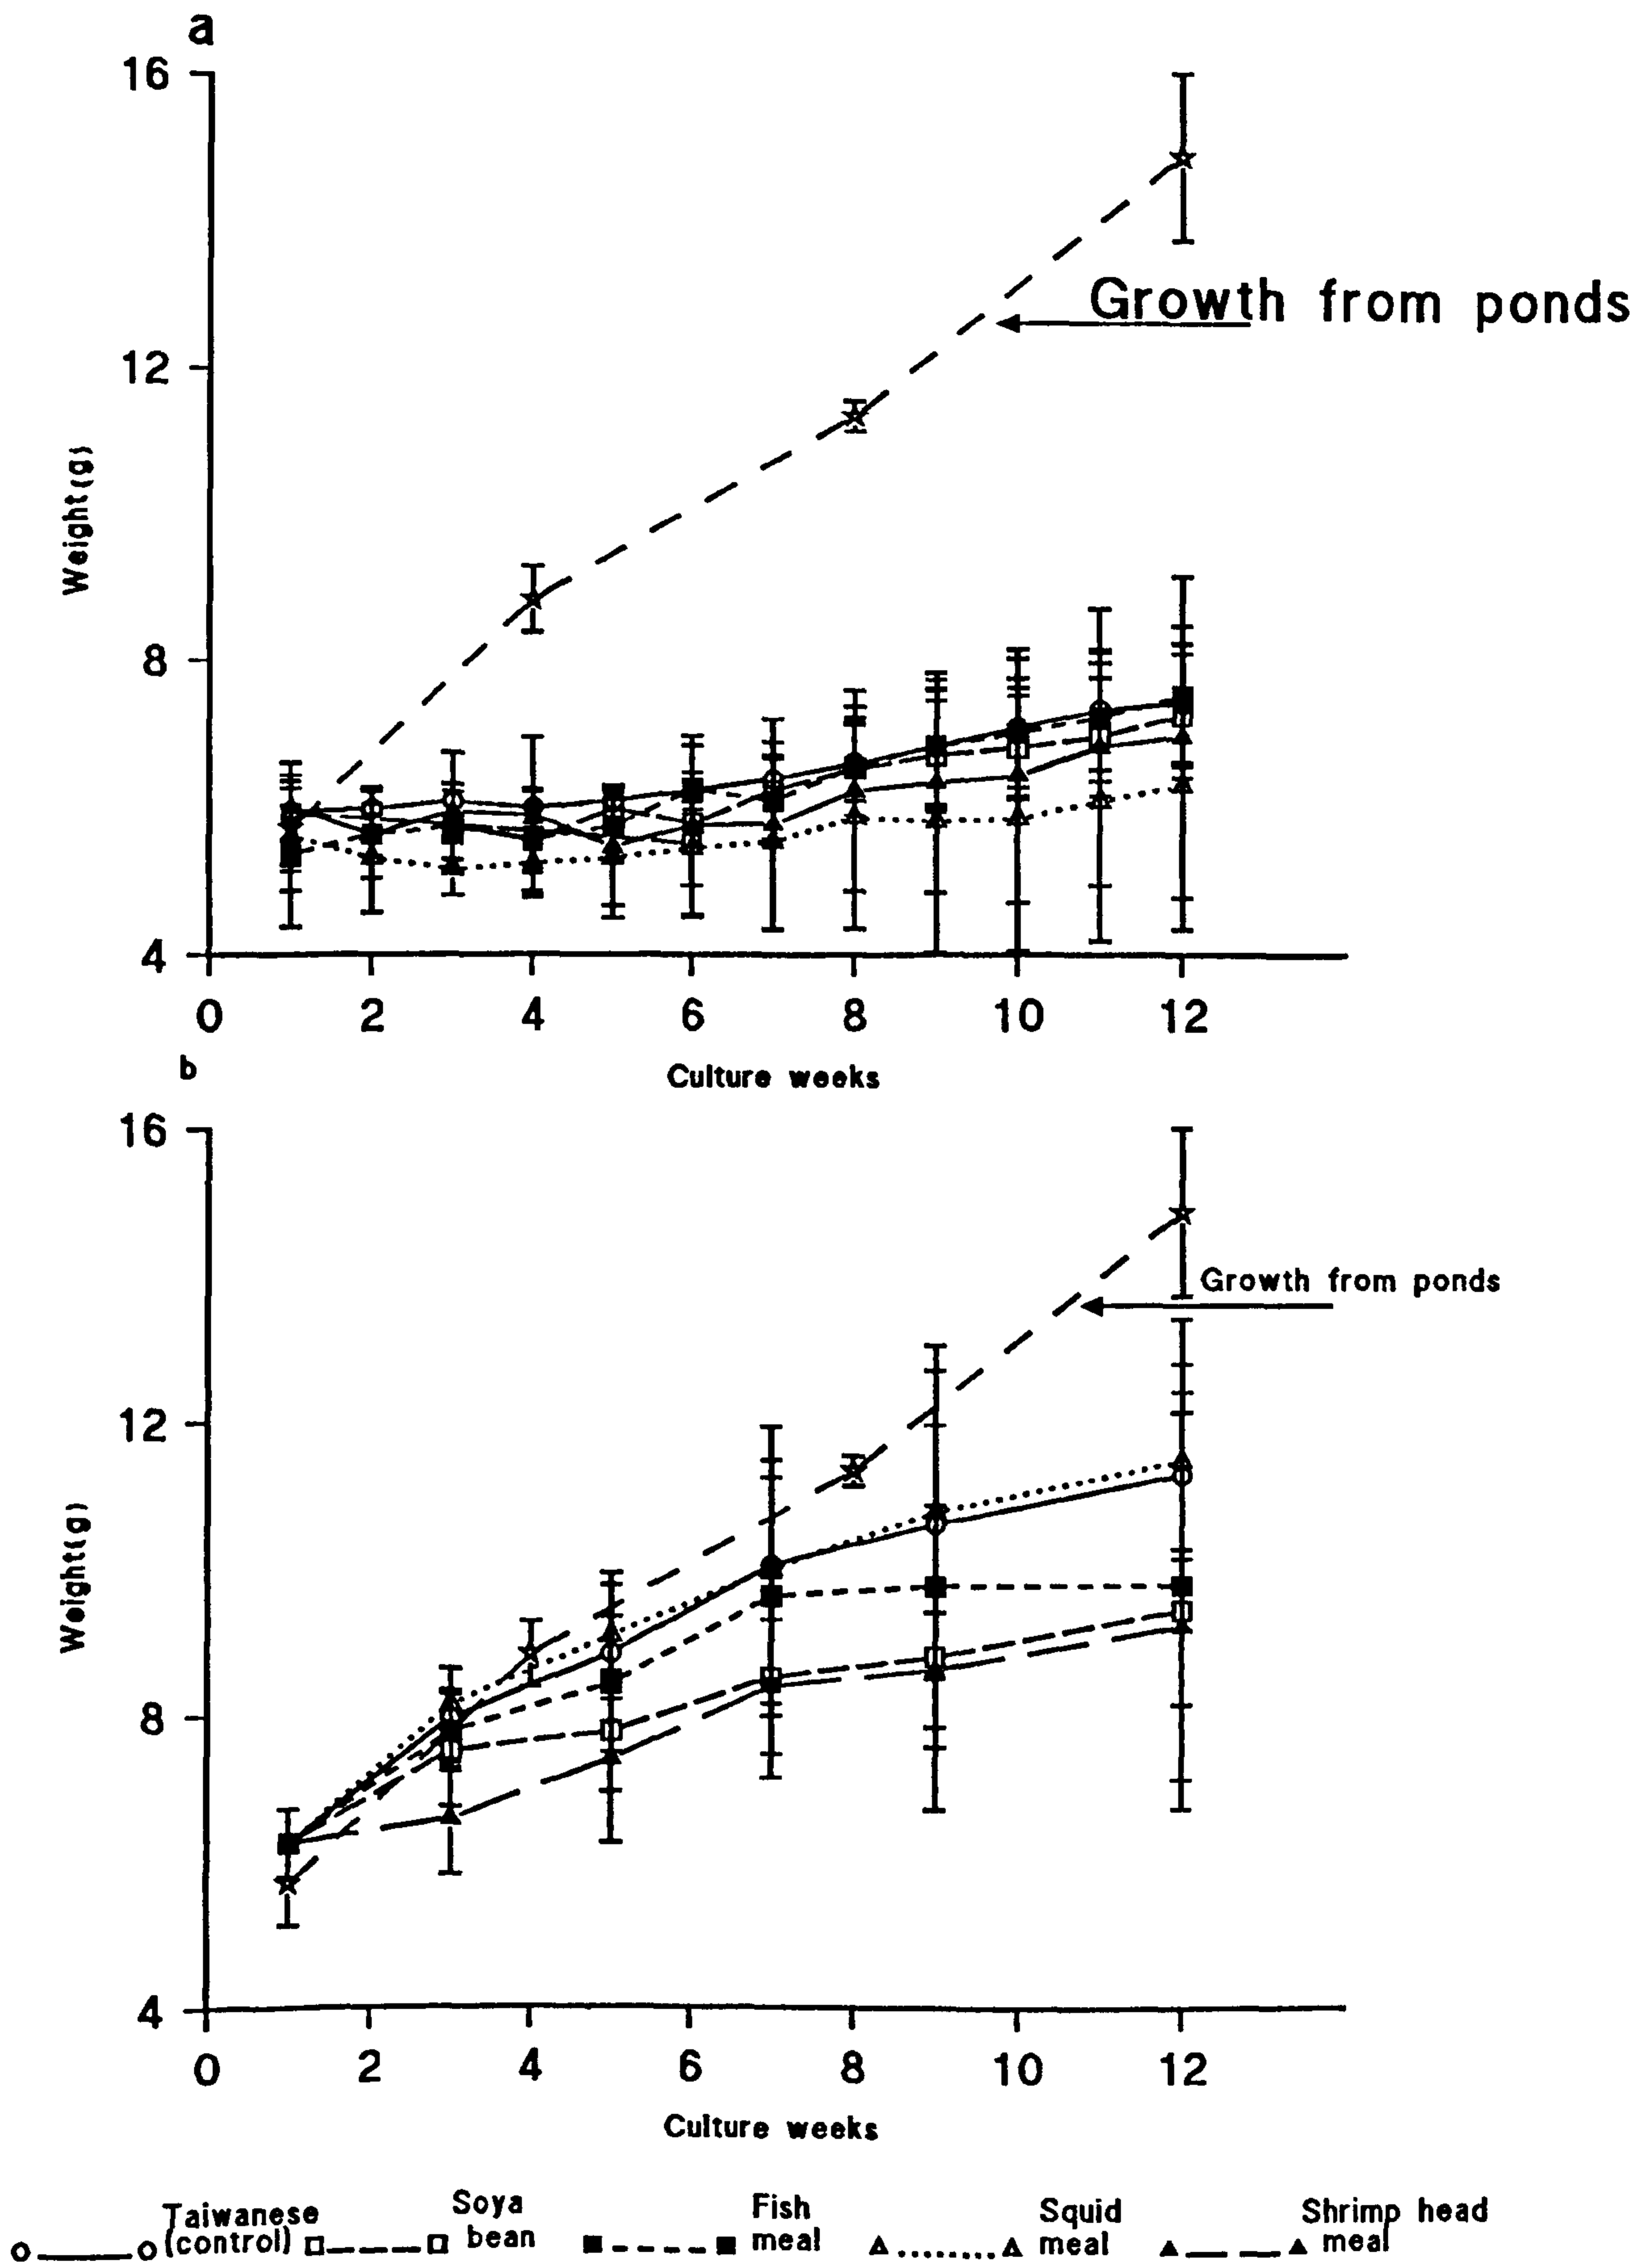 a
16
12
8
4
Weight(g)
Growth from ponds
0 2 4 6 8 10 12
Culture weeks
b
16
12
8
4
Weight(g)
Growth from ponds
0 2 4 6 8 10 12
Culture weeks
Taiwanese (control)
Soya bean
Fish meal
Squid meal
Shrimp head meal